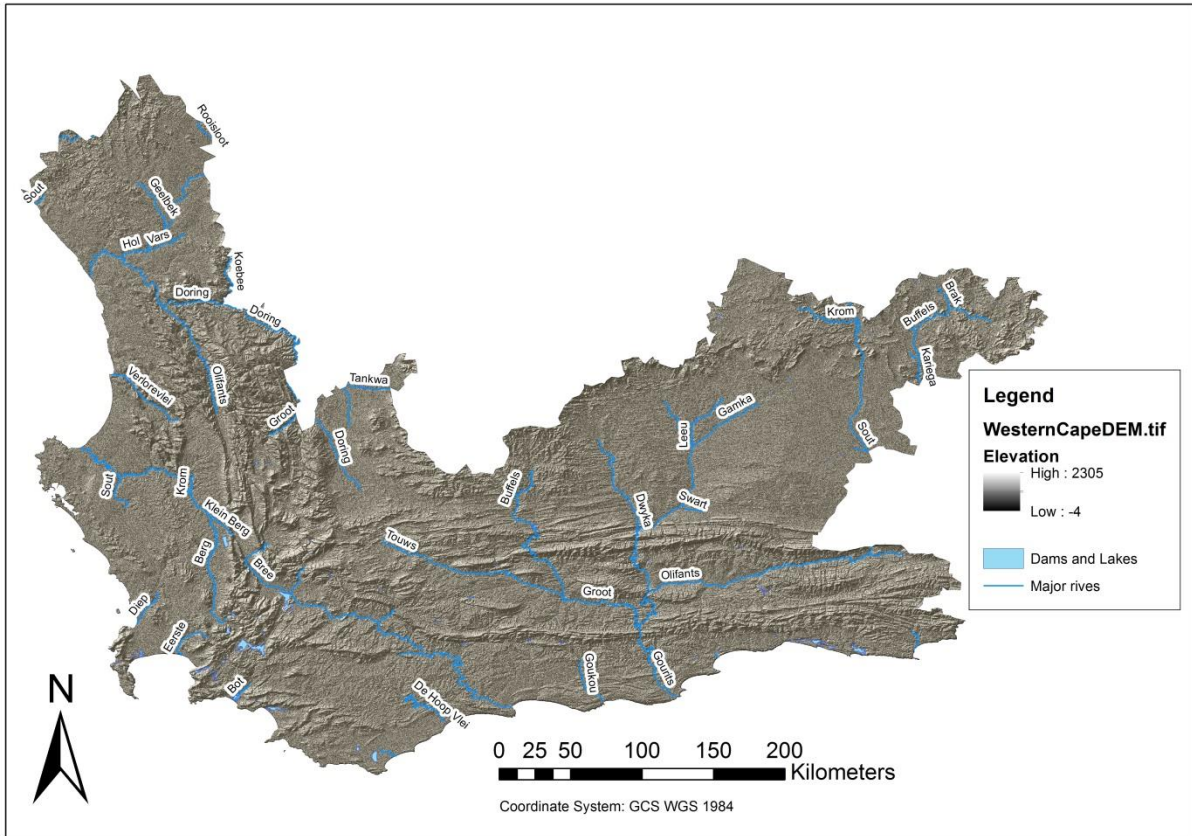 Rooisloot
Sout
Geelbek
Hol
Vars
Koebee
Doring
Doring
Krom
Brak
Buffels
Kariega
Verlorevlei
Olifants
Groot
Tankwa
Doring
Leeu
Gamka
Sout
Sout
Krom
Klein Berg
Berg
Bree
Buffels
Dwyka
Swart
Touws
Groot
Olifants
Diep
Eerste
Bot
De Hoop Vlei
Goukou
Gourits
Legend
WesternCapeDEM.tif
Elevation
High : 2305
Low : -4
Dams and Lakes
Major rives
N
0 25 50 100 150 200
Kilometers
Coordinate System: GCS WGS 1984